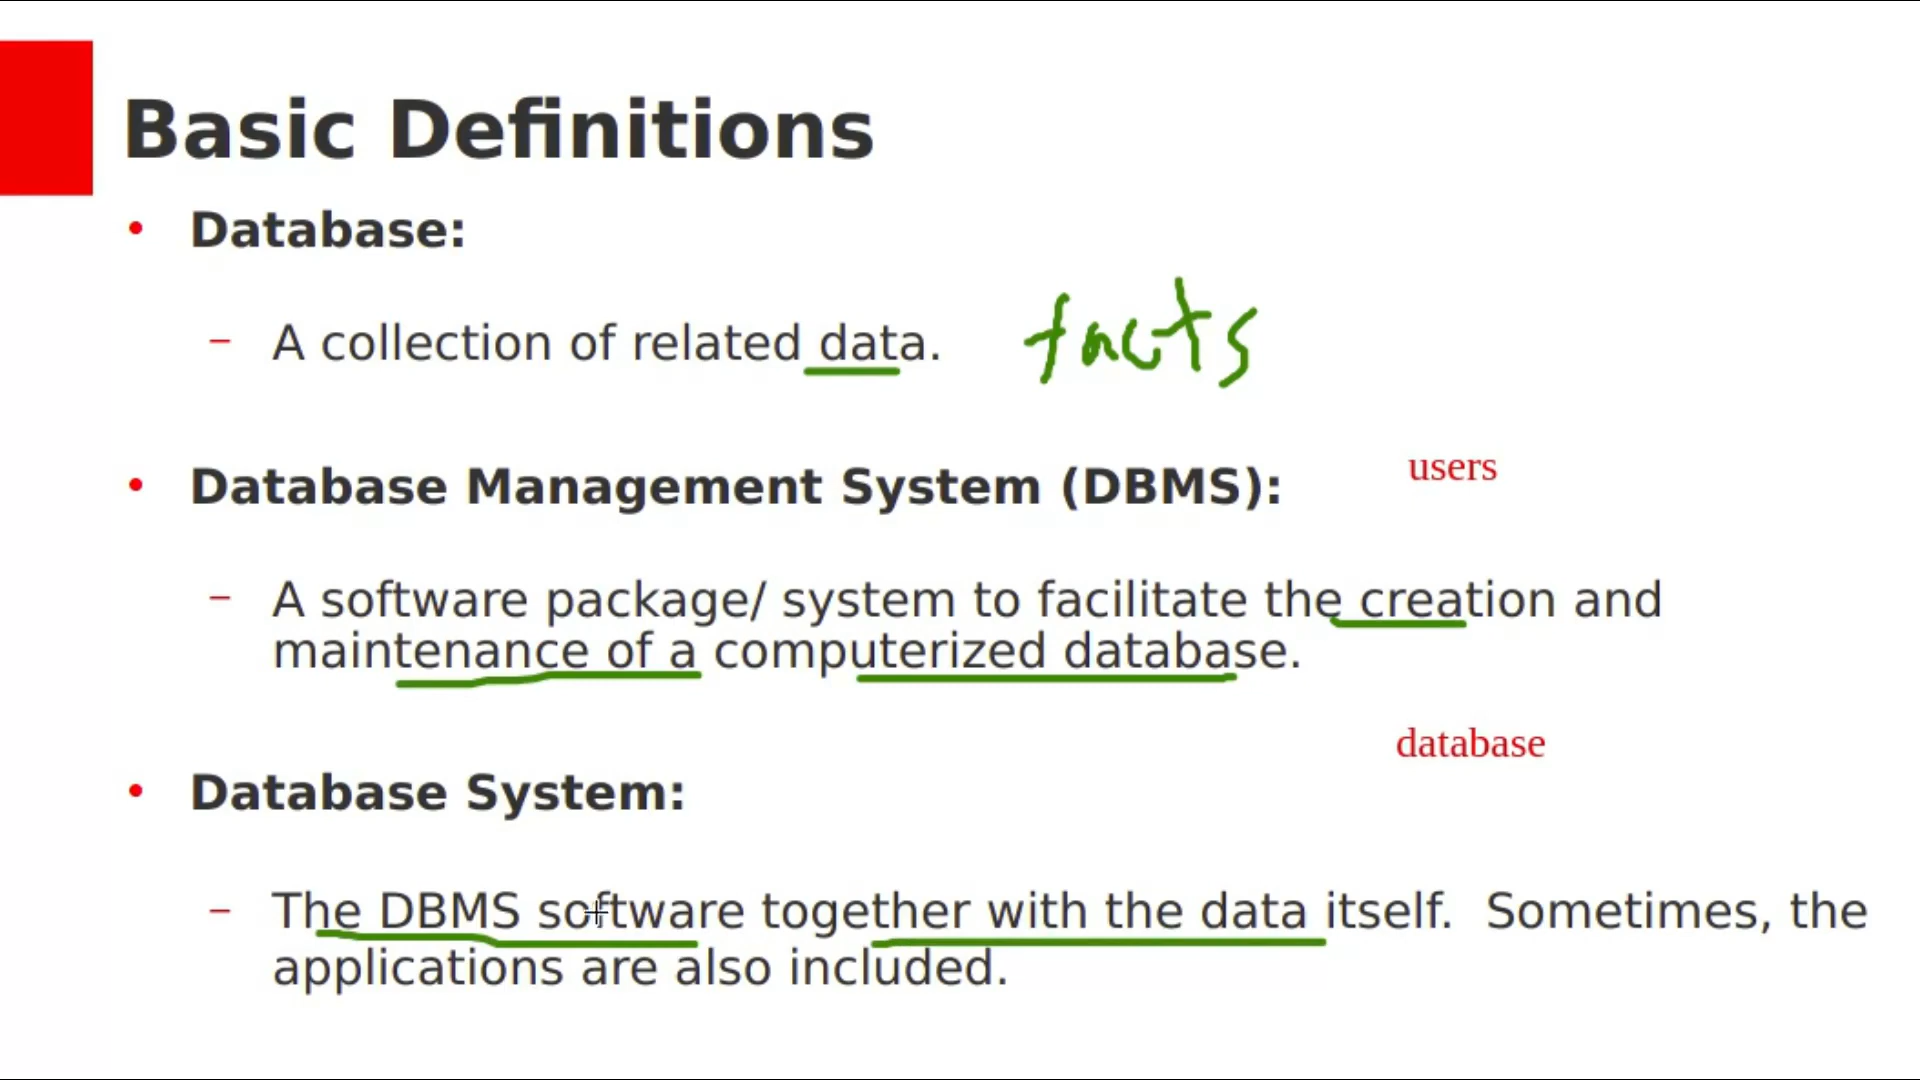 Basic Definitions
• Database:
– A collection of related data. facts
users
• Database Management System (DBMS):
– A software package/ system to facilitate the creation and
maintenance of a computerized database.
database
• Database System:
– The DBMS software together with the data itself.  Sometimes, the
applications are also included.